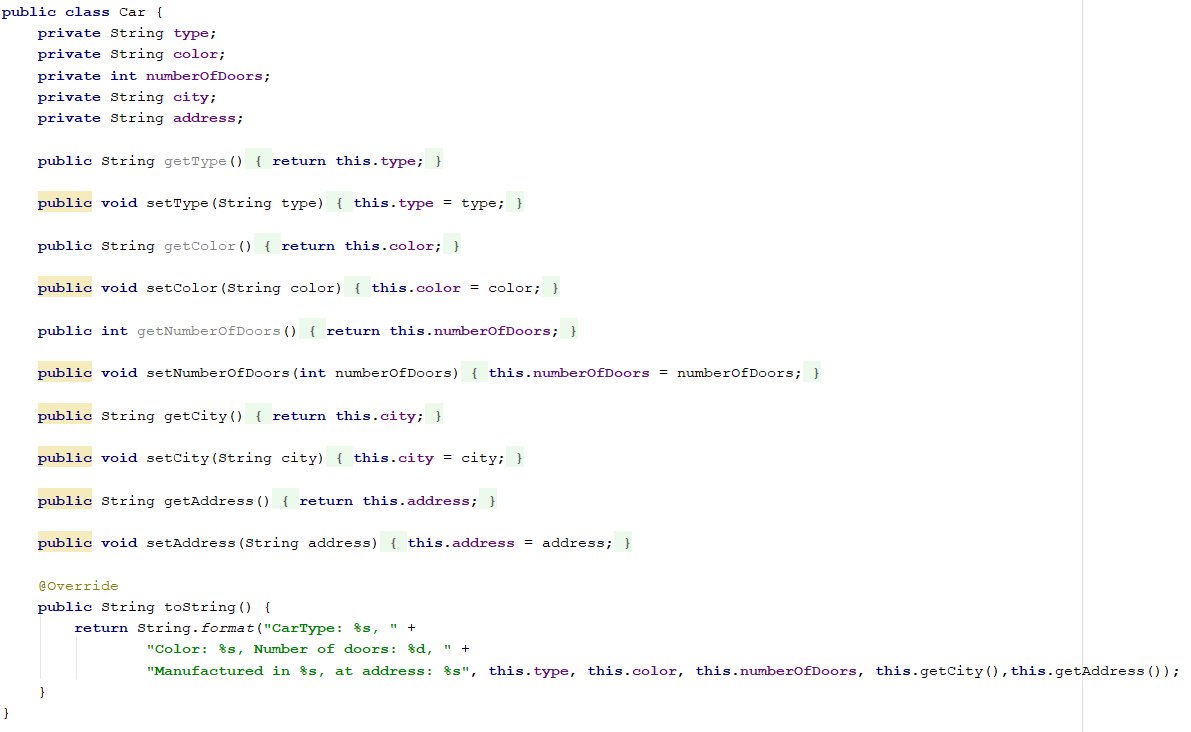 public class Car {
    private String type;
    private String color;
    private int numberOfDoors;
    private String city;
    private String address;

    public String getType() { return this.type; }

    public void setType(String type) { this.type = type; }

    public String getColor() { return this.color; }

    public void setColor(String color) { this.color = color; }

    public int getNumberOfDoors() { return this.numberOfDoors; }

    public void setNumberOfDoors(int numberOfDoors) { this.numberOfDoors = numberOfDoors; }

    public String getCity() { return this.city; }

    public void setCity(String city) { this.city = city; }

    public String getAddress() { return this.address; }

    public void setAddress(String address) { this.address = address; }

    @Override
    public String toString() {
        return String.format("CarType: %s, " +
                "Color: %s, Number of doors: %d, " +
                "Manufactured in %s, at address: %s", this.type, this.color, this.numberOfDoors, this.getCity(),this.getAddress());
    }
}